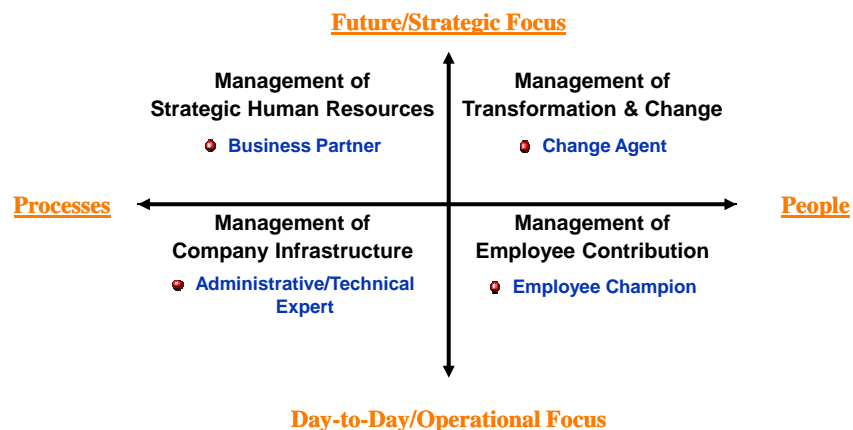 Future/Strategic Focus
Management of
Strategic Human Resources
Business Partner
Management of
Transformation & Change
Change Agent
Processes
People
Management of
Company Infrastructure
Administrative/Technical
Expert
Management of
Employee Contribution
Employee Champion
Day-to-Day/Operational Focus